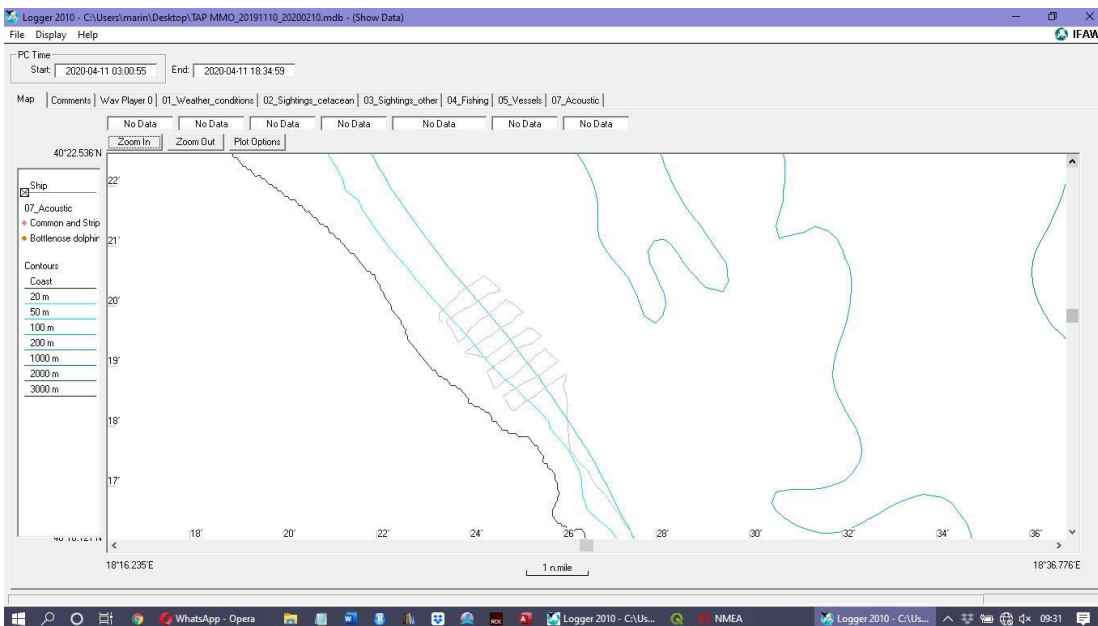 Logger 2010 - C:\Users\marin\Desktop\TAP MMO_20191110_20200210.mdb - (Show Data)
File Display Help
IFAW
PC Time
Start: 2020-04-11 03:00:55 End: 2020-04-11 18:34:59
Map Comments Wav Player 0 01_Weather_conditions 02_Sightings_cetacean 03_Sightings_other 04_Fishing 05_Vessels 07_Acoustic
No Data No Data No Data No Data No Data No Data No Data
Zoom In Zoom Out Plot Options
40°22.536'N
Ship
07_Acoustic
Common and Strip
Bottlenose dolphir
Contours
Coast
20 m
50 m
100 m
200 m
1000 m
2000 m
3000 m
22'
21'
20'
19'
18'
17'
18' 20' 22' 24' 26' 28' 30' 32' 34' 36'
18°16.235'E 1 n.mile 18°36.776'E
WhatsApp - Opera Logger 2010 - C:\Us... NMEA Logger 2010 - C:\Us... 09:31